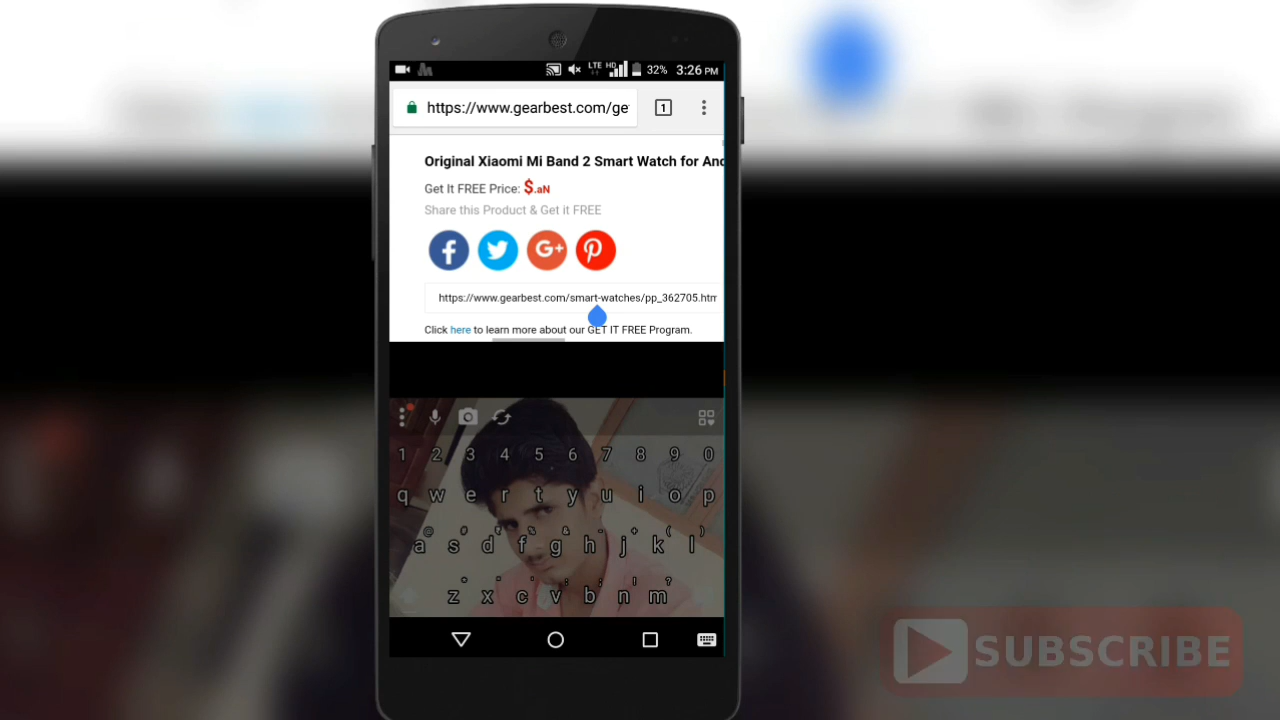 LTE HD 32% 3:26 PM
https://www.gearbest.com/ge
1
Original Xiaomi Mi Band 2 Smart Watch for And
Get It FREE Price: $.aN
Share this Product & Get it FREE
f G+
https://www.gearbest.com/smart-watches/pp_362705.htm
Click here to learn more about our GET IT FREE Program.
1 2 3 4 5 6 7 8 9 0
q w e r t y u i o p
@ # ₹ % & - + ( )
a s d f g h j k l
* " ' : ; ! ?
z x c v b n m
SUBSCRIBE